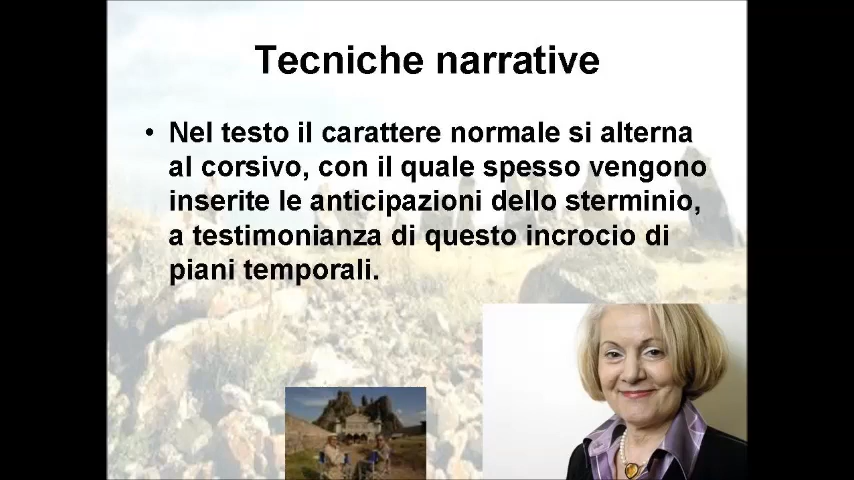 Tecniche narrative
• Nel testo il carattere normale si alterna
al corsivo, con il quale spesso vengono
inserite le anticipazioni dello sterminio,
a testimonianza di questo incrocio di
piani temporali.